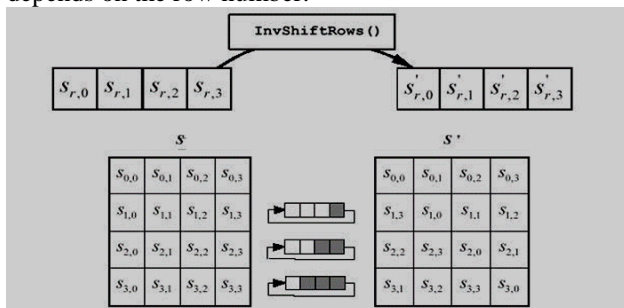 depends on the row number.
InvShiftRows()
S_{r,0} S_{r,1} S_{r,2} S_{r,3} S'_{r,0} S'_{r,1} S'_{r,2} S'_{r,3}
S S'
S_{0,0} S_{0,1} S_{0,2} S_{0,3} S_{0,0} S_{0,1} S_{0,2} S_{0,3}
S_{1,0} S_{1,1} S_{1,2} S_{1,3} S_{1,3} S_{1,0} S_{1,1} S_{1,2}
S_{2,0} S_{2,1} S_{2,2} S_{2,3} S_{2,2} S_{2,3} S_{2,0} S_{2,1}
S_{3,0} S_{3,1} S_{3,2} S_{3,3} S_{3,1} S_{3,2} S_{3,3} S_{3,0}